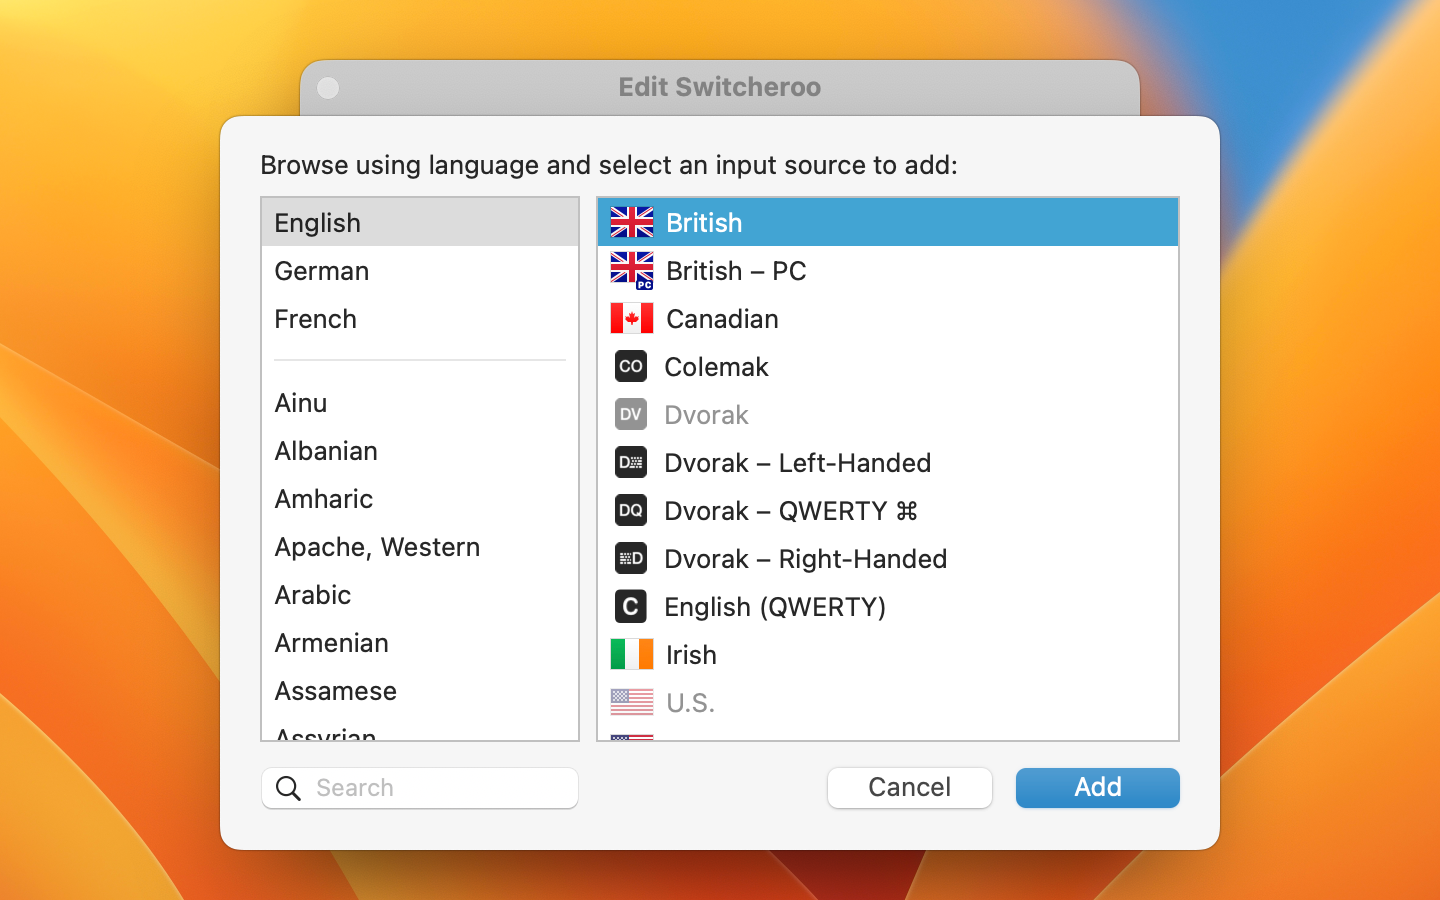 Edit Switcheroo
Browse using language and select an input source to add:
English
German
French
Ainu
Albanian
Amharic
Apache, Western
Arabic
Armenian
Assamese
Assyrian
British
PC
British – PC
Canadian
CO
Colemak
DV
Dvorak
D
Dvorak – Left-Handed
DQ
Dvorak – QWERTY ⌘
D
Dvorak – Right-Handed
C
English (QWERTY)
Irish
U.S.
Search
Cancel
Add